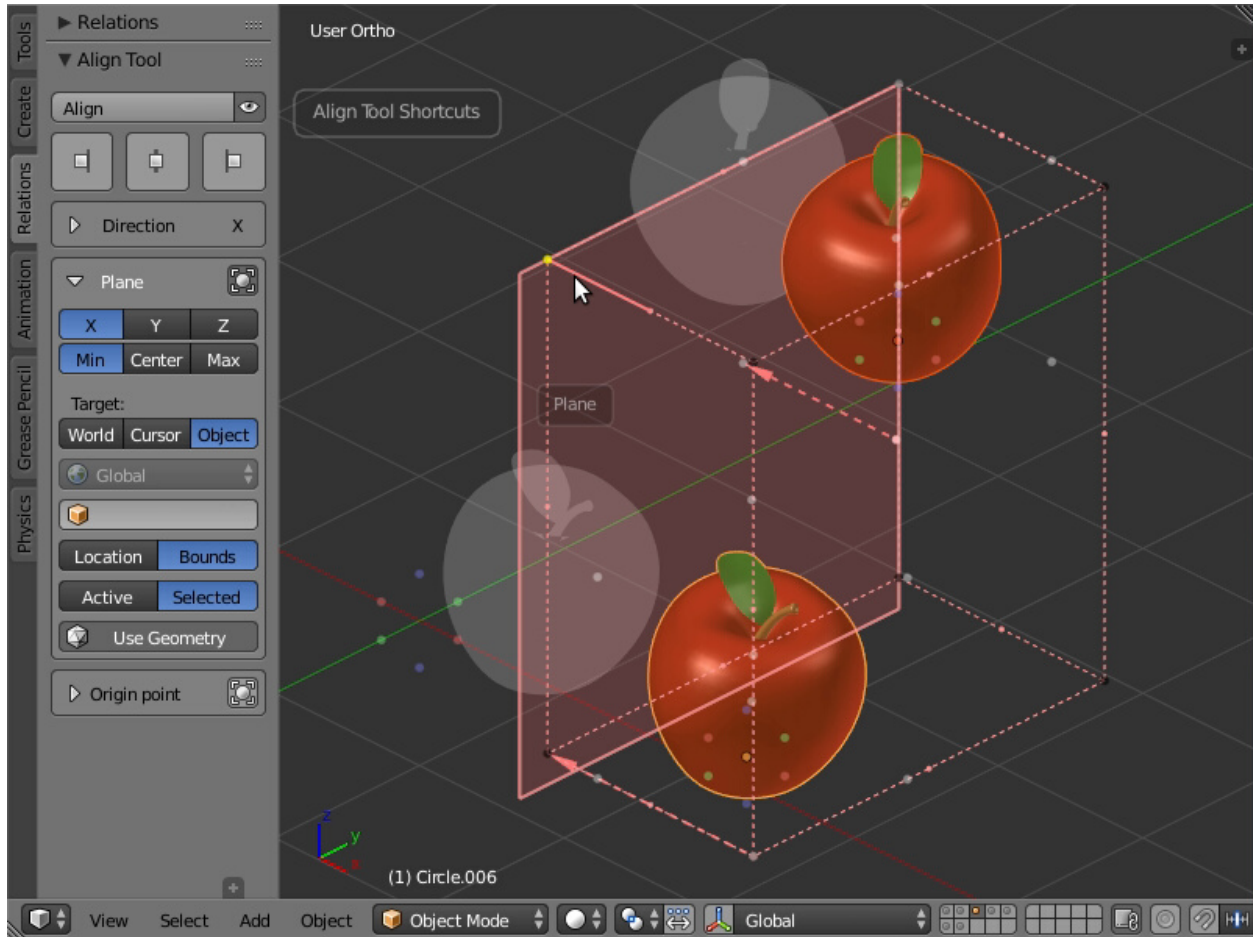 Tools
Create
Relations
Animation
Grease Pencil
Physics
Relations
Align Tool
Align
Direction X
Plane
X Y Z
Min Center Max
Target:
World Cursor Object
Global
Location Bounds
Active Selected
Use Geometry
Origin point
User Ortho
Align Tool Shortcuts
Plane
z
y
x
(1) Circle.006
View Select Add Object Object Mode Global